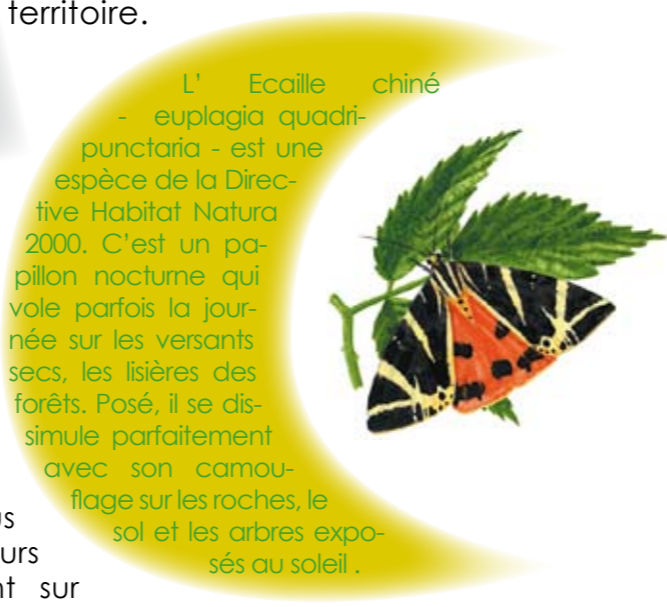 territoire.
L' Ecaille chiné
- euplagia quadri-
punctaria - est une
espèce de la Direc-
tive Habitat Natura
2000. C'est un pa-
pillon nocturne qui
vole parfois la jour-
née sur les versants
secs, les lisières des
forêts. Posé, il se dis-
simule parfaitement
avec son camou-
flage sur les roches, le
sol et les arbres expo-
sés au soleil .
urs
sur